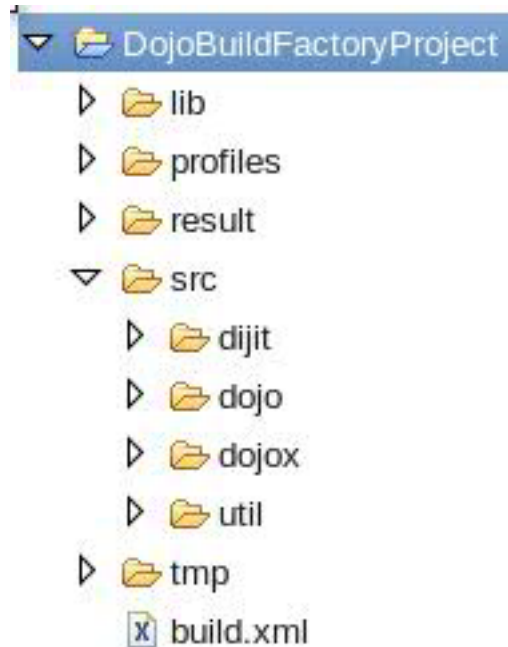 DojoBuildFactoryProject
lib
profiles
result
src
dijit
dojo
dojox
util
tmp
build.xml